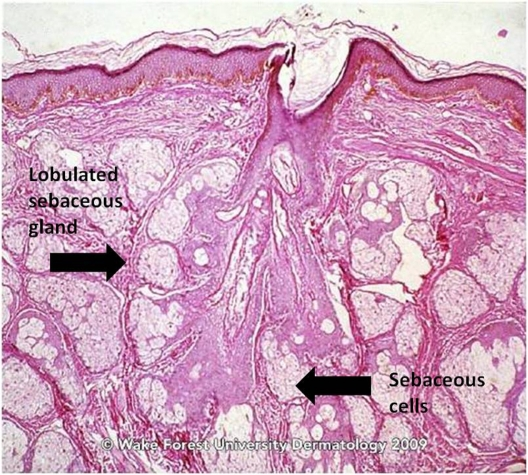 Lobulated
sebaceous
gland
Sebaceous
cells
© Wake Forest University Dermatology 2009